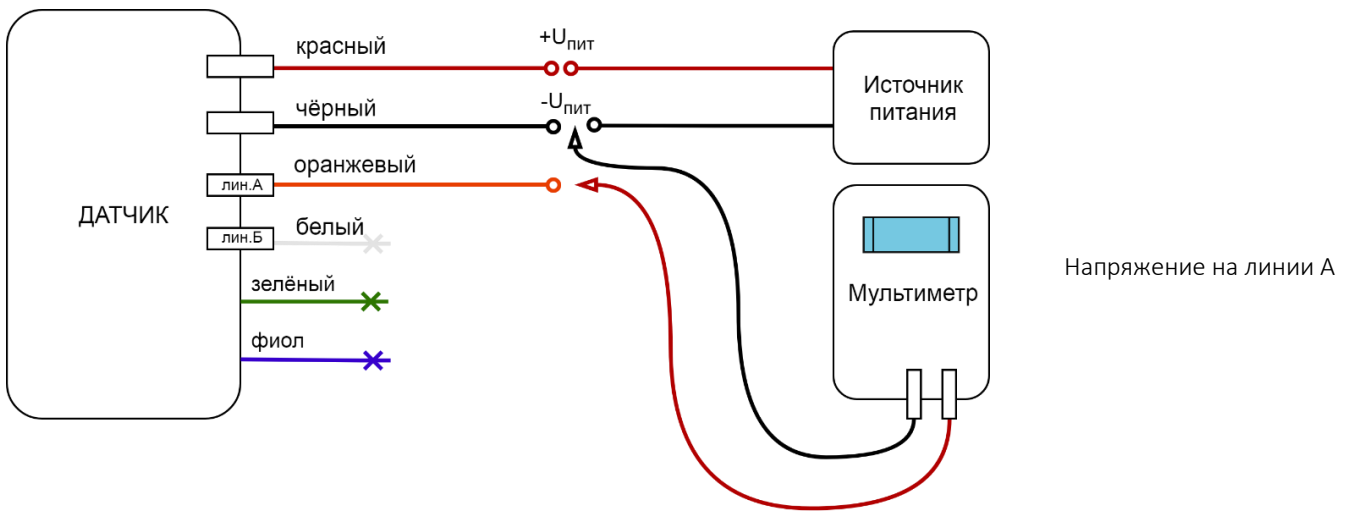 красный
+Uпит
чёрный
-Uпит
Источник
питания
оранжевый
лин.А
ДАТЧИК
белый
лин.Б
зелёный
Мультиметр
Напряжение на линии А
фиол